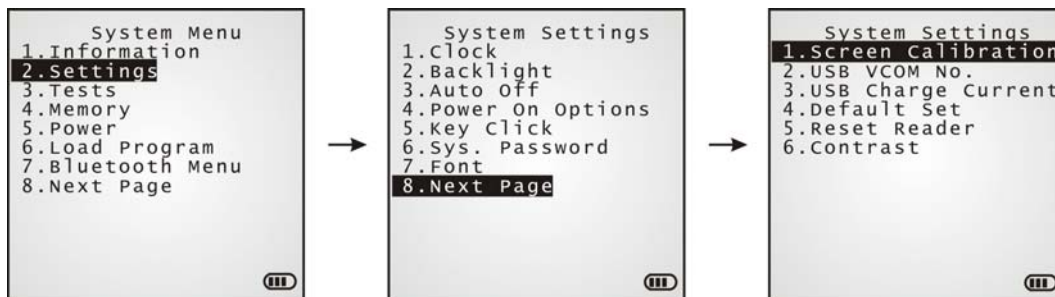 System Menu
1.Information
2.Settings
3.Tests
4.Memory
5.Power
6.Load Program
7.Bluetooth Menu
8.Next Page
System Settings
1.Clock
2.Backlight
3.Auto Off
4.Power On Options
5.Key Click
6.Sys. Password
7.Font
8.Next Page
System Settings
1.Screen Calibration
2.USB VCOM No.
3.USB Charge Current
4.Default Set
5.Reset Reader
6.Contrast